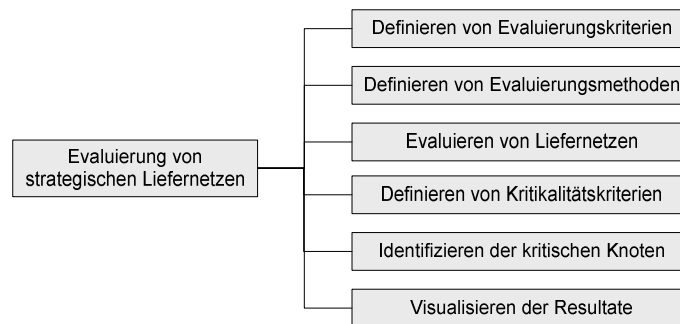 Evaluierung von
strategischen Liefernetzen
Definieren von Evaluierungskriterien
Definieren von Evaluierungsmethoden
Evaluieren von Liefernetzen
Definieren von Kritikalitätskriterien
Identifizieren der kritischen Knoten
Visualisieren der Resultate